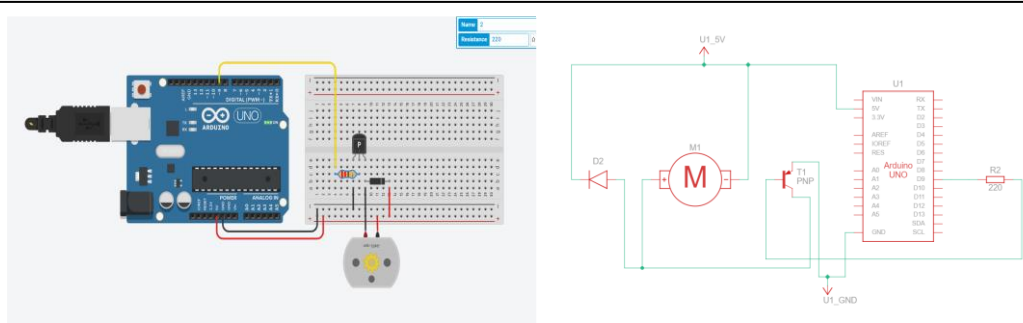 Name 2
Resistance 220 Ω
DIGITAL (PWM~)
UNO
ARDUINO
POWER
ANALOG IN
P
U1_5V
U1
VIN RX
5V TX
3.3V D2
D3
AREF D4
IOREF D5
RES D6
D7
A0 D8
A1 D9
A2 D10
A3 D11
A4 D12
A5 D13
SDA
GND SCL
Arduino
UNO
D2
M1
M
T1
PNP
R2
220
U1_GND